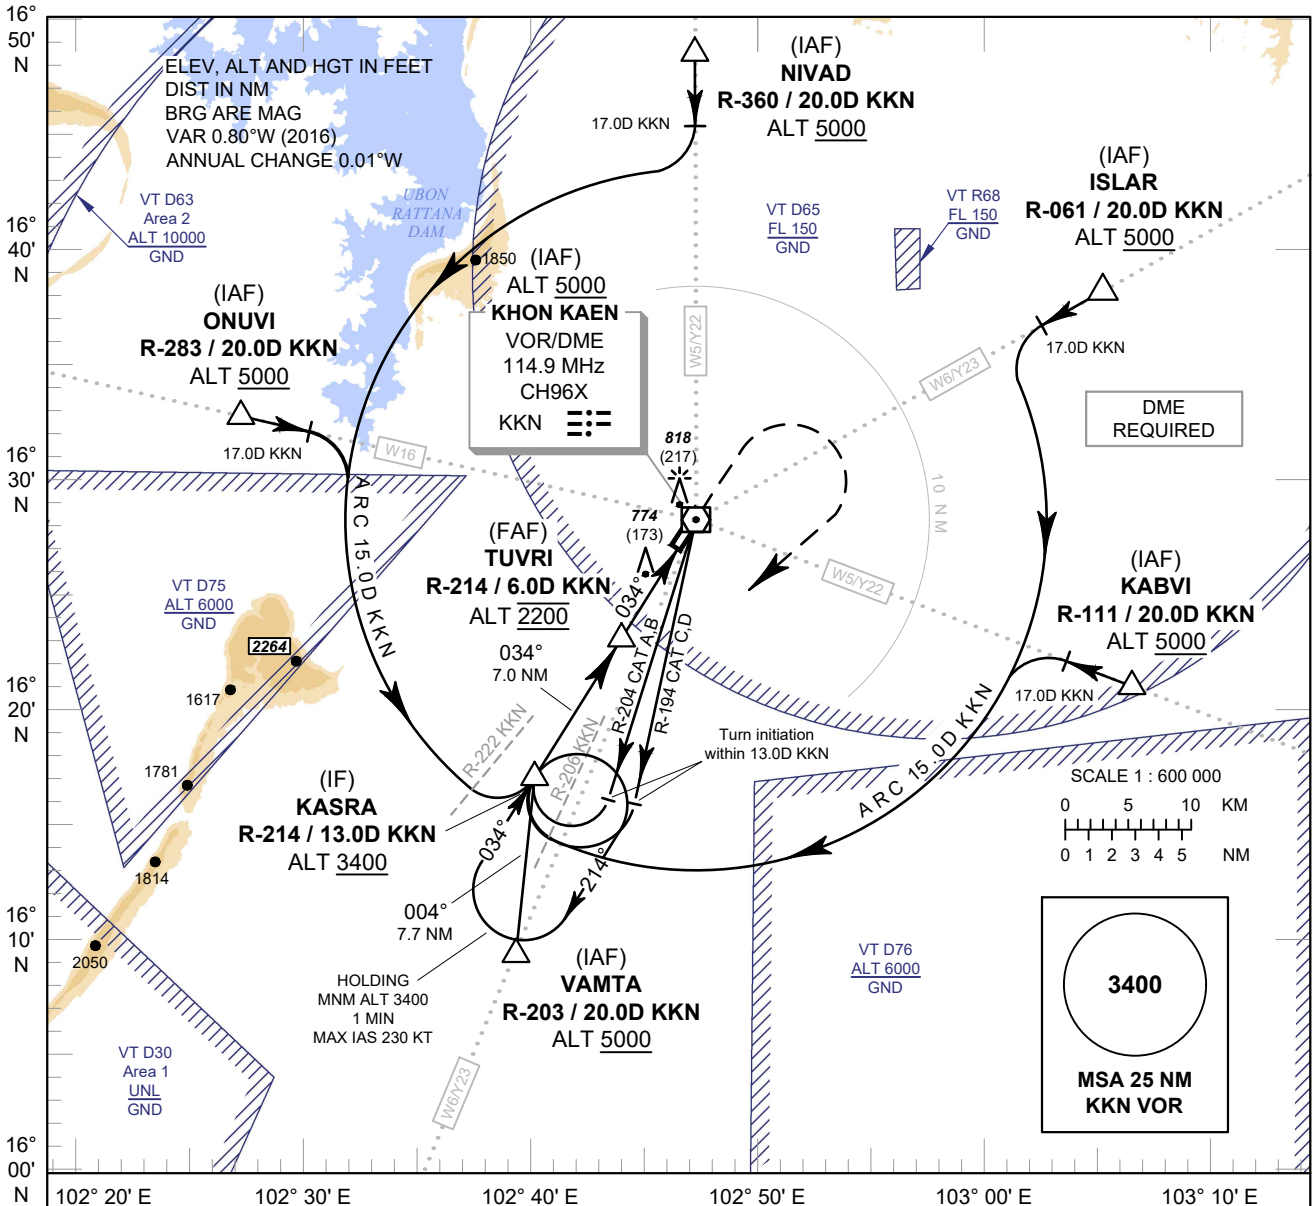 16°
50'
N
ELEV, ALT AND HGT IN FEET
DIST IN NM
BRG ARE MAG
VAR 0.80°W (2016)
ANNUAL CHANGE 0.01°W
(IAF)
NIVAD
R-360 / 20.0D KKN
ALT 5000
17.0D KKN
(IAF)
ISLAR
R-061 / 20.0D KKN
ALT 5000
17.0D KKN
VT D63
Area 2
ALT 10000
GND
UBON
RATTANA
DAM
VT D65
FL 150
GND
VT R68
FL 150
GND
16°
40'
N
1850
(IAF)
ALT 5000
KHON KAEN
VOR/DME
114.9 MHz
CH96X
KKN
W5/Y22
W6/Y23
(IAF)
ONUVI
R-283 / 20.0D KKN
ALT 5000
17.0D KKN
W16
DME
REQUIRED
16°
30'
N
818
(217)
774
(173)
10 NM
ARC 15.0D KKN
(FAF)
TUVRI
R-214 / 6.0D KKN
ALT 2200
034°
034°
7.0 NM
W5/Y22
(IAF)
KABVI
R-111 / 20.0D KKN
ALT 5000
17.0D KKN
VT D75
ALT 6000
GND
2264
1617
1781
1814
2050
16°
20'
N
R-204 CAT A,B
R-194 CAT C,D
R-222 KKN
R-206 KKN
Turn initiation
within 13.0D KKN
ARC 15.0D KKN
(IF)
KASRA
R-214 / 13.0D KKN
ALT 3400
034°
214°
004°
7.7 NM
SCALE 1 : 600 000
0 5 10 KM
0 1 2 3 4 5 NM
16°
10'
N
HOLDING
MNM ALT 3400
1 MIN
MAX IAS 230 KT
(IAF)
VAMTA
R-203 / 20.0D KKN
ALT 5000
W6/Y23
VT D76
ALT 6000
GND
3400
MSA 25 NM
KKN VOR
VT D30
Area 1
UNL
GND
16°
00'
N
102° 20' E
102° 30' E
102° 40' E
102° 50' E
103° 00' E
103° 10' E